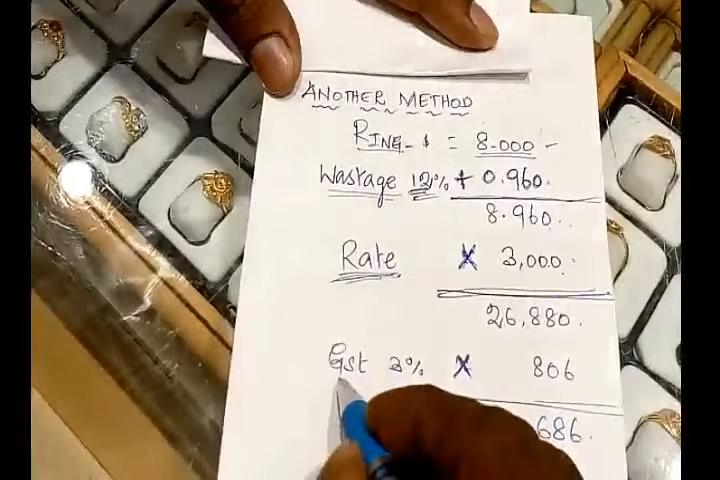 ANOTHER METHOD
RING - 1 = 8.000 -
Wastage 12% + 0.960.
8.960.
Rate X 3,000.
26,880.
Gst 3% X 806
686.